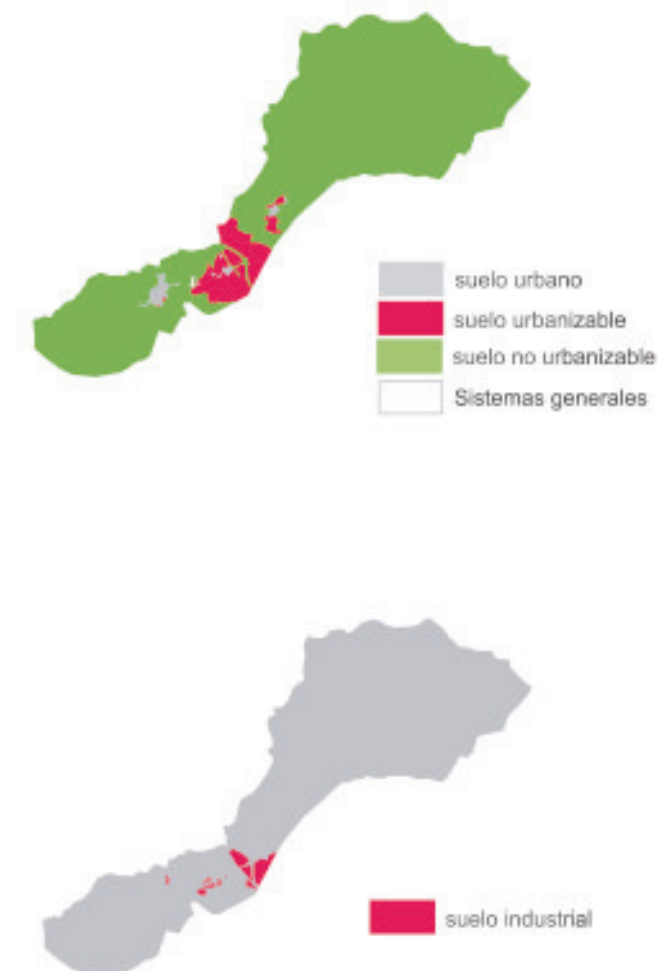 suelo urbano
suelo urbanizable
suelo no urbanizable
Sistemas generales
suelo industrial